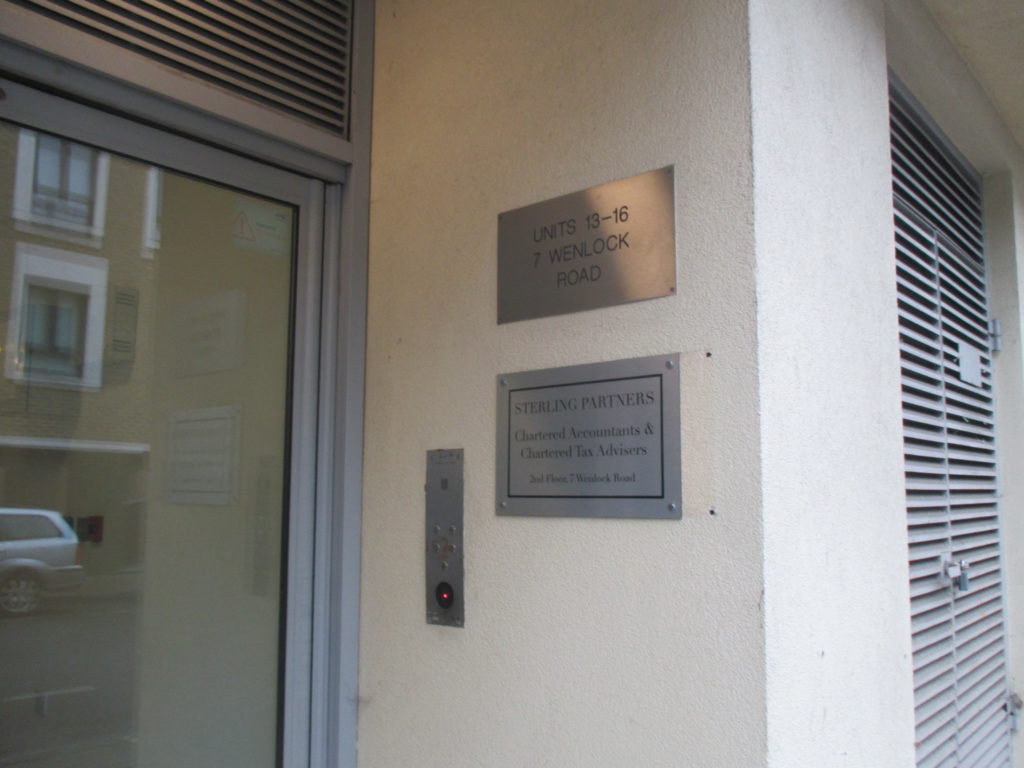 UNITS 13-16
7 WENLOCK
ROAD
STERLING PARTNERS
Chartered Accountants &
Chartered Tax Advisers
2nd Floor, 7 Wenlock Road